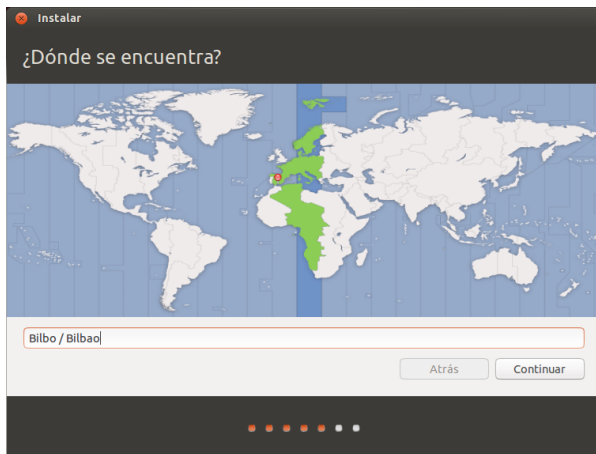 Instalar
¿Dónde se encuentra?
Bilbo / Bilbao
Atrás
Continuar